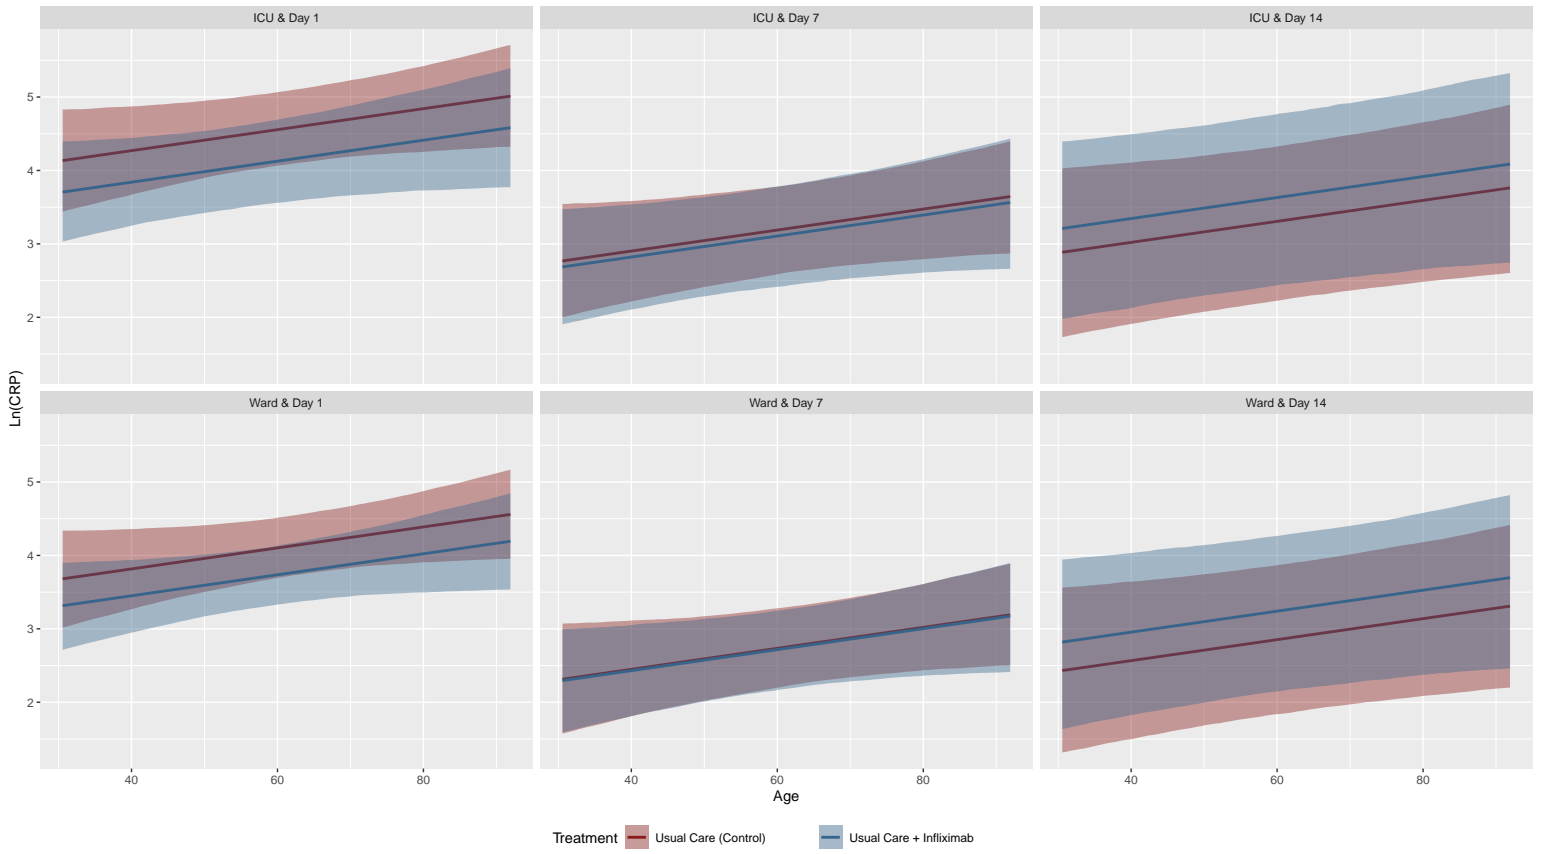 ICU & Day 1
ICU & Day 7
ICU & Day 14
5
4
3
2
Ln(CRP)
Ward & Day 1
Ward & Day 7
Ward & Day 14
5
4
3
2
40
60
80
40
60
80
40
60
80
Age
Treatment
Usual Care (Control)
Usual Care + Infliximab